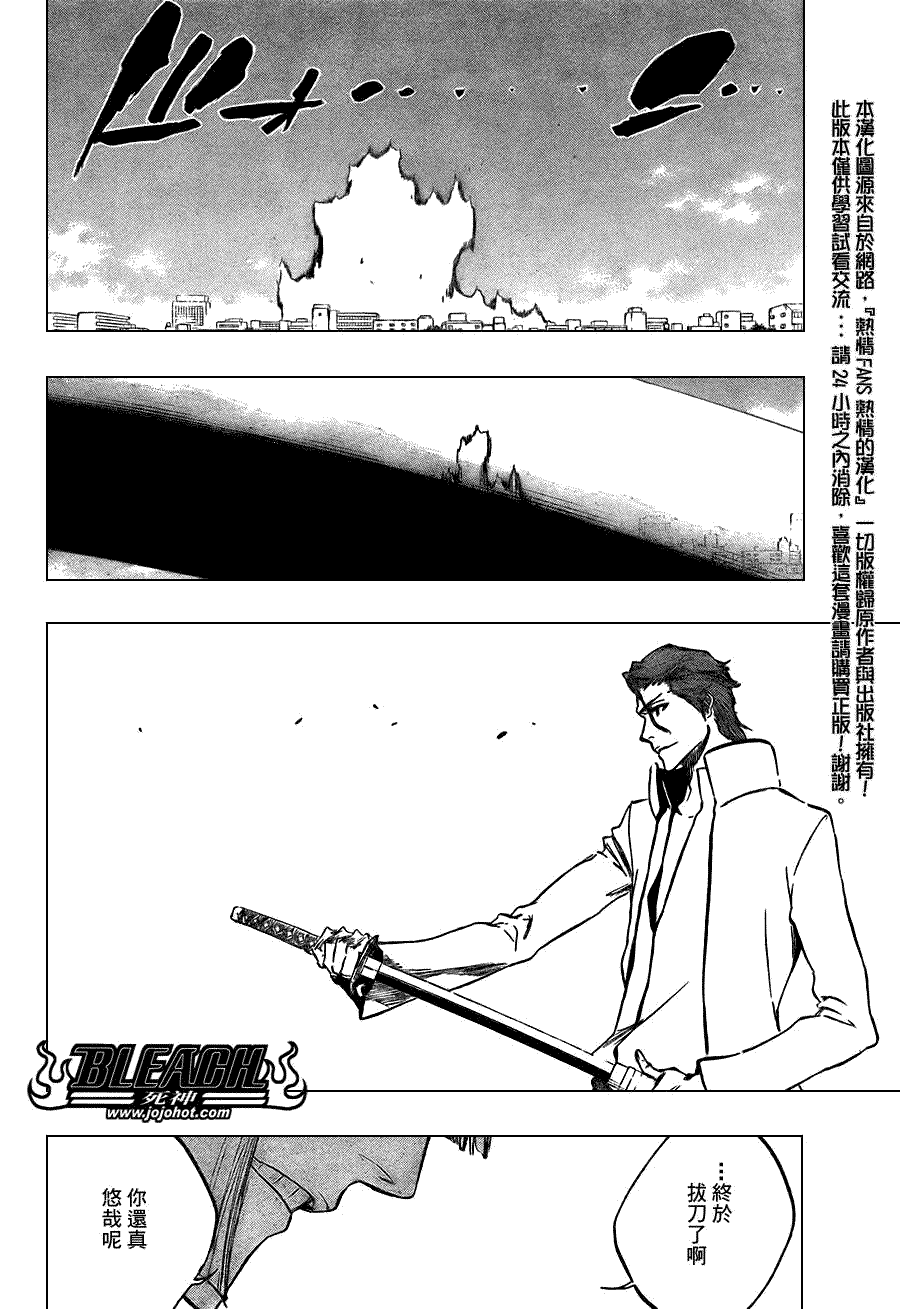 ドォ・・・ ・・・
本漢化圖源來自於網路,『熱情FANS 熱情的漢化』一切版權歸原作者與出版社擁有!
此版本僅供學習試看交流... 請24小時之內消除,喜歡這套漫畫請購買正版!謝謝。
BLEACH
死神
www.jojohot.com
…終於
拔刀了啊
你還真
悠哉呢